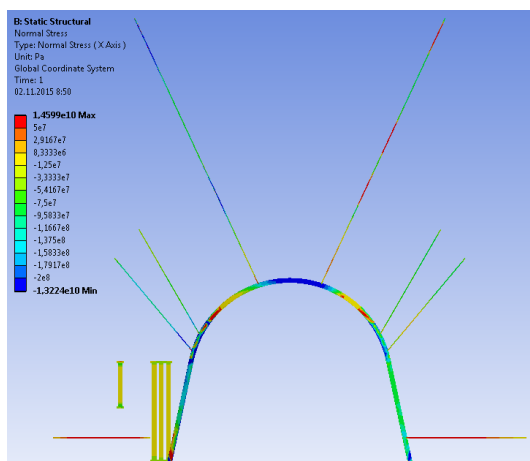 B: Static Structural
Normal Stress
Type: Normal Stress ( X Axis )
Unit: Pa
Global Coordinate System
Time: 1
02.11.2015 8:50
1,4599e10 Max
5e7
2,9167e7
8,3333e6
-1,25e7
-3,3333e7
-5,4167e7
-7,5e7
-9,5833e7
-1,1667e8
-1,375e8
-1,5833e8
-1,7917e8
-2e8
-1,3224e10 Min